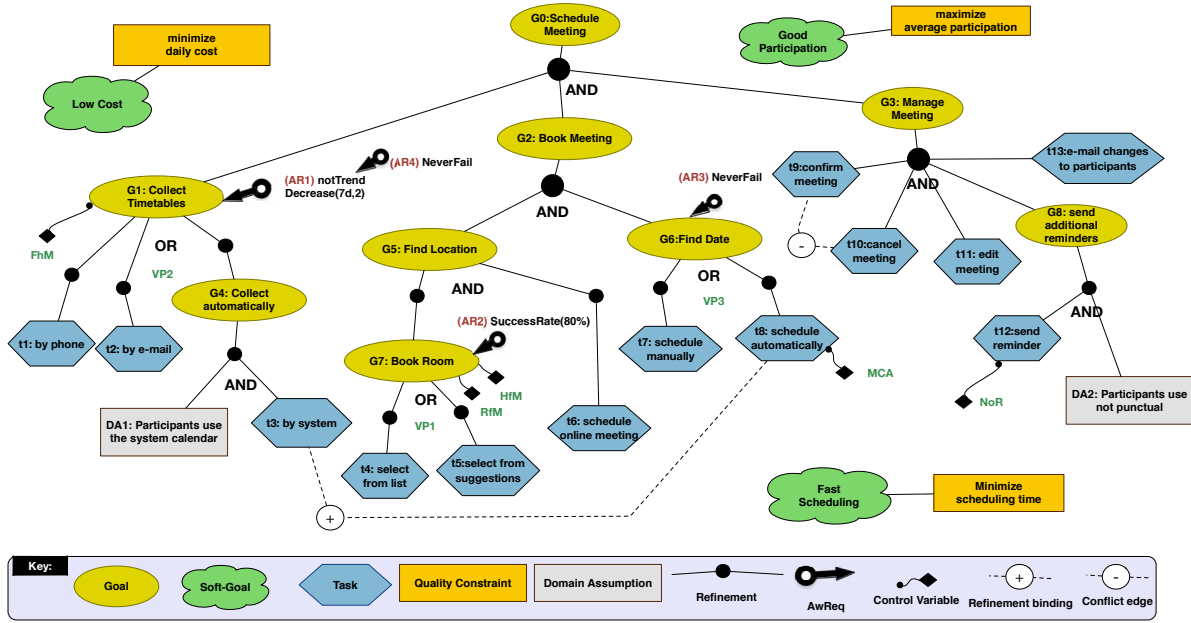 G0:Schedule
Meeting
minimize
daily cost
Low Cost
Good
Participation
maximize
average participation
AND
G3: Manage
Meeting
G2: Book Meeting
(AR4) NeverFail
(AR1) notTrend
Decrease(7d,2)
G1: Collect
Timetables
FhM
OR
VP2
t1: by phone
t2: by e-mail
G4: Collect
automatically
AND
DA1: Participants use
the system calendar
t3: by system
AND
G5: Find Location
AND
(AR2) SuccessRate(80%)
G7: Book Room
HfM
RfM
OR
VP1
t4: select
from list
t5:select from
suggestions
t6: schedule
online meeting
(AR3) NeverFail
G6:Find Date
OR
VP3
t7: schedule
manually
t8: schedule
automatically
MCA
+
t9:confirm
meeting
AND
t13:e-mail changes
to participants
-
t10:cancel
meeting
t11: edit
meeting
G8: send
additional
reminders
AND
t12:send
reminder
NoR
DA2: Participants use
not punctual
Fast
Scheduling
Minimize
scheduling time
Key:
Goal
Soft-Goal
Task
Quality Constraint
Domain Assumption
Refinement
AwReq
Control Variable
+
Refinement binding
-
Conflict edge